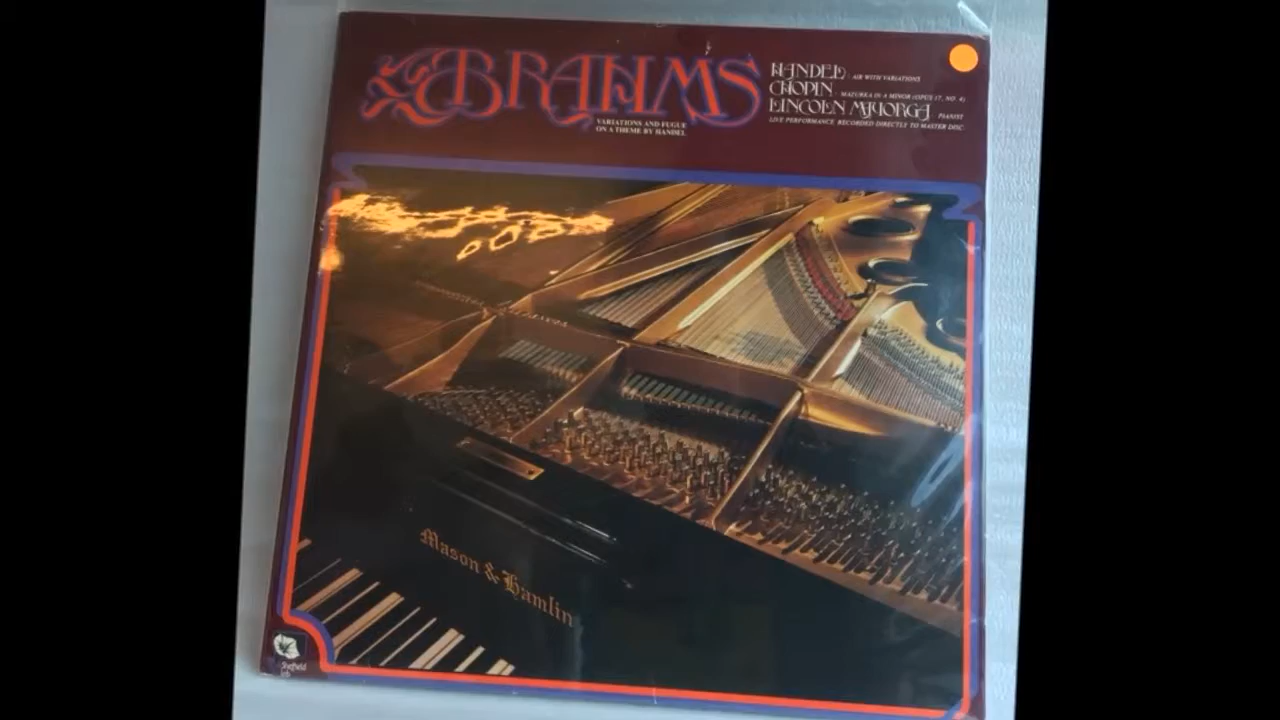 BRAHMS
VARIATIONS AND FUGUE
ON A THEME BY HANDEL
HANDEL · AIR WITH VARIATIONS
CHOPIN · MAZURKA IN A MINOR (OPUS 17, NO. 4)
LINCOLN MAYORGA · PIANIST
LIVE PERFORMANCE RECORDED DIRECTLY TO MASTER DISC.
Mason & Hamlin
Sheffield
lab